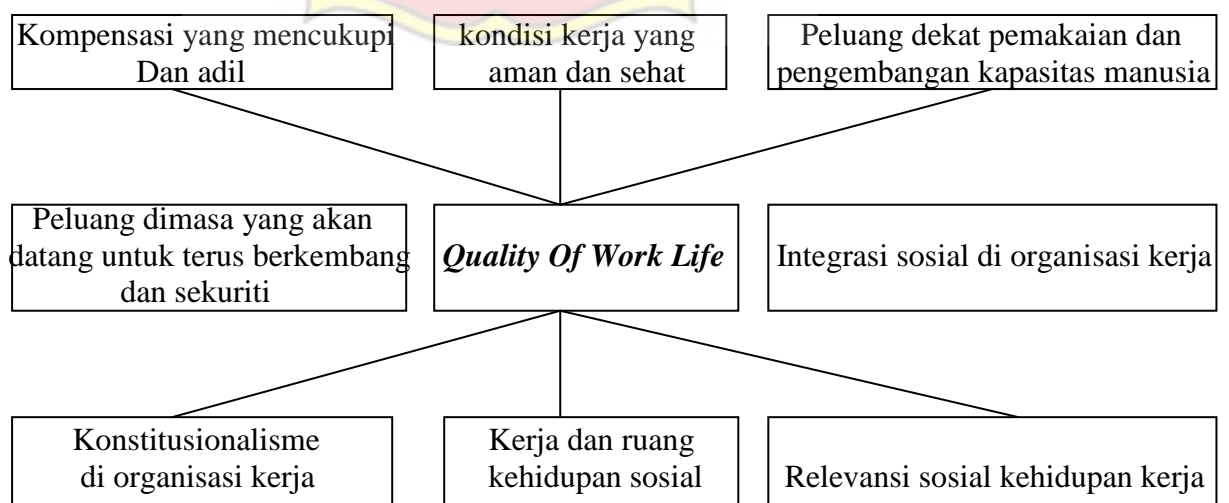 Kompensasi yang mencukupi
Dan adil
kondisi kerja yang
aman dan sehat
Peluang dekat pemakaian dan
pengembangan kapasitas manusia
Peluang dimasa yang akan
datang untuk terus berkembang
dan sekuriti
Quality Of Work Life
Integrasi sosial di organisasi kerja
Konstitusionalisme
di organisasi kerja
Kerja dan ruang
kehidupan sosial
Relevansi sosial kehidupan kerja